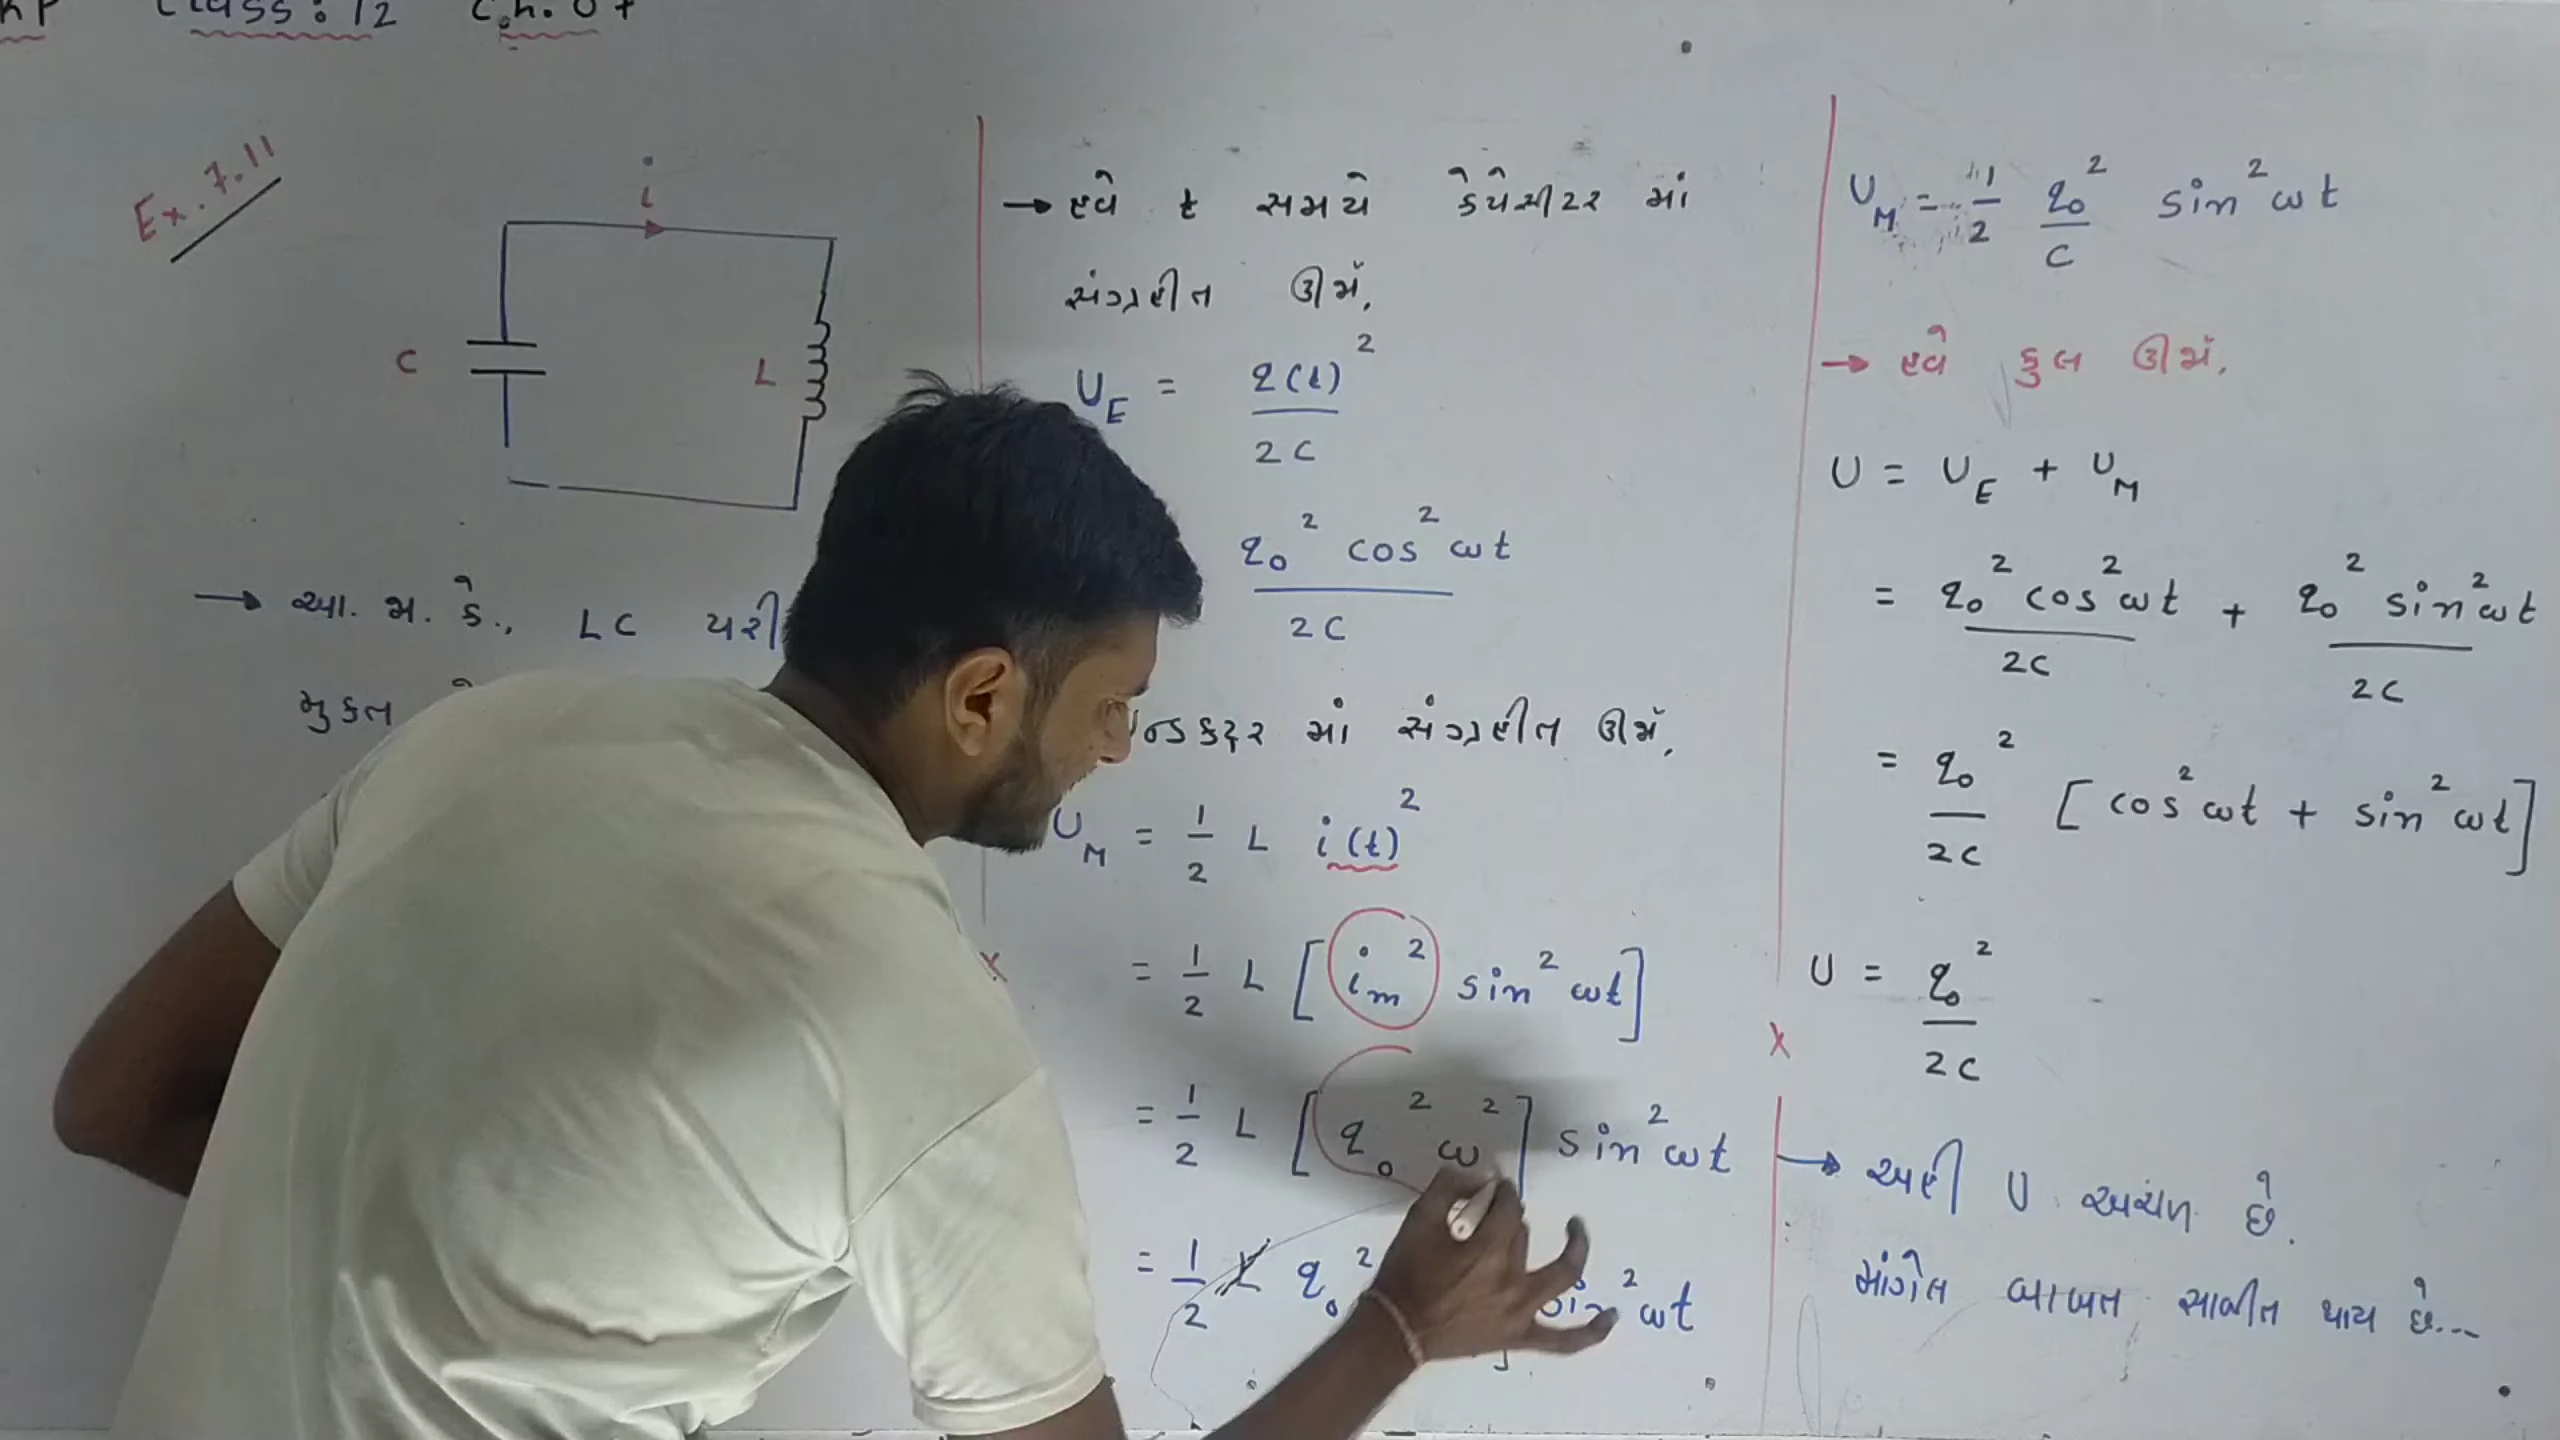 Class : 12 Ch. 07
Ex. 7.11
i
C
L
→ આ. મ. કે., LC
મુક્ત
→ હવે t સમયે કેપેસીટર માં
સંગ્રહીત ઊર્જા,
U_E = q(t)² / 2C
q₀² cos² ωt / 2C
ન્ડક્ટર માં સંગ્રહીત ઊર્જા,
U_M = 1/2 L i(t)²
= 1/2 L [i_m² sin² ωt]
= 1/2 L [q₀² ω²] sin² ωt
= 1/2 L q₀² sin² ωt
U_M = 1/2 q₀²/C sin² ωt
→ હવે કુલ ઊર્જા,
U = U_E + U_M
= q₀² cos² ωt / 2C + q₀² sin² ωt / 2C
= q₀²/2C [cos² ωt + sin² ωt]
U = q₀²/2C
→ અહી U અચળ છે.
માંગેલ બાબત સાબીત થાય છે...